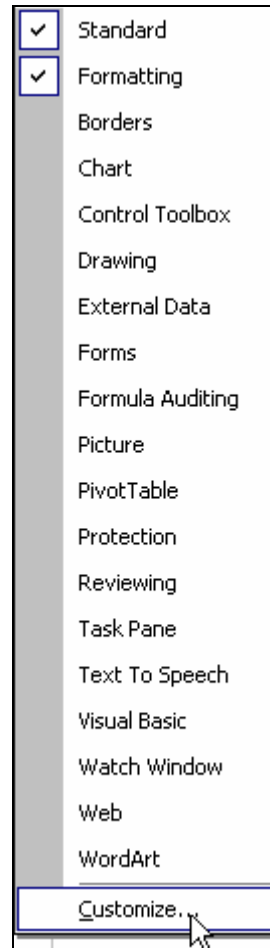 Standard
Formatting
Borders
Chart
Control Toolbox
Drawing
External Data
Forms
Formula Auditing
Picture
PivotTable
Protection
Reviewing
Task Pane
Text To Speech
Visual Basic
Watch Window
Web
WordArt
Customize...